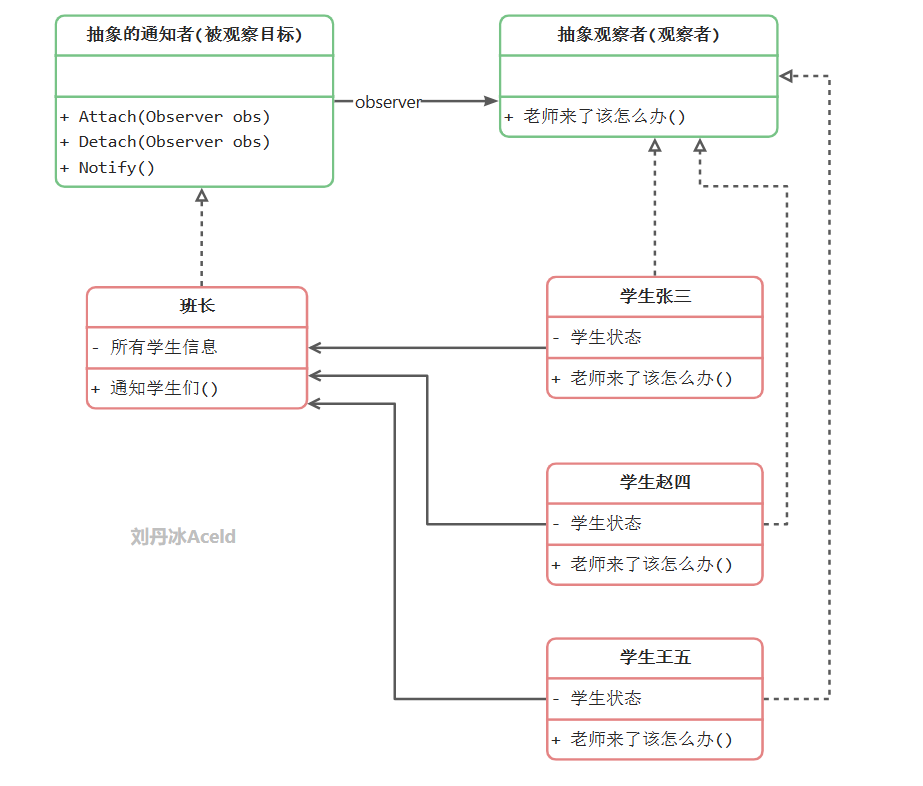 抽象的通知者(被观察目标)
+ Attach(Observer obs)
+ Detach(Observer obs)
+ Notify()
observer
抽象观察者(观察者)
+ 老师来了该怎么办()
班长
- 所有学生信息
+ 通知学生们()
学生张三
- 学生状态
+ 老师来了该怎么办()
学生赵四
- 学生状态
+ 老师来了该怎么办()
刘丹冰Aceld
学生王五
- 学生状态
+ 老师来了该怎么办()